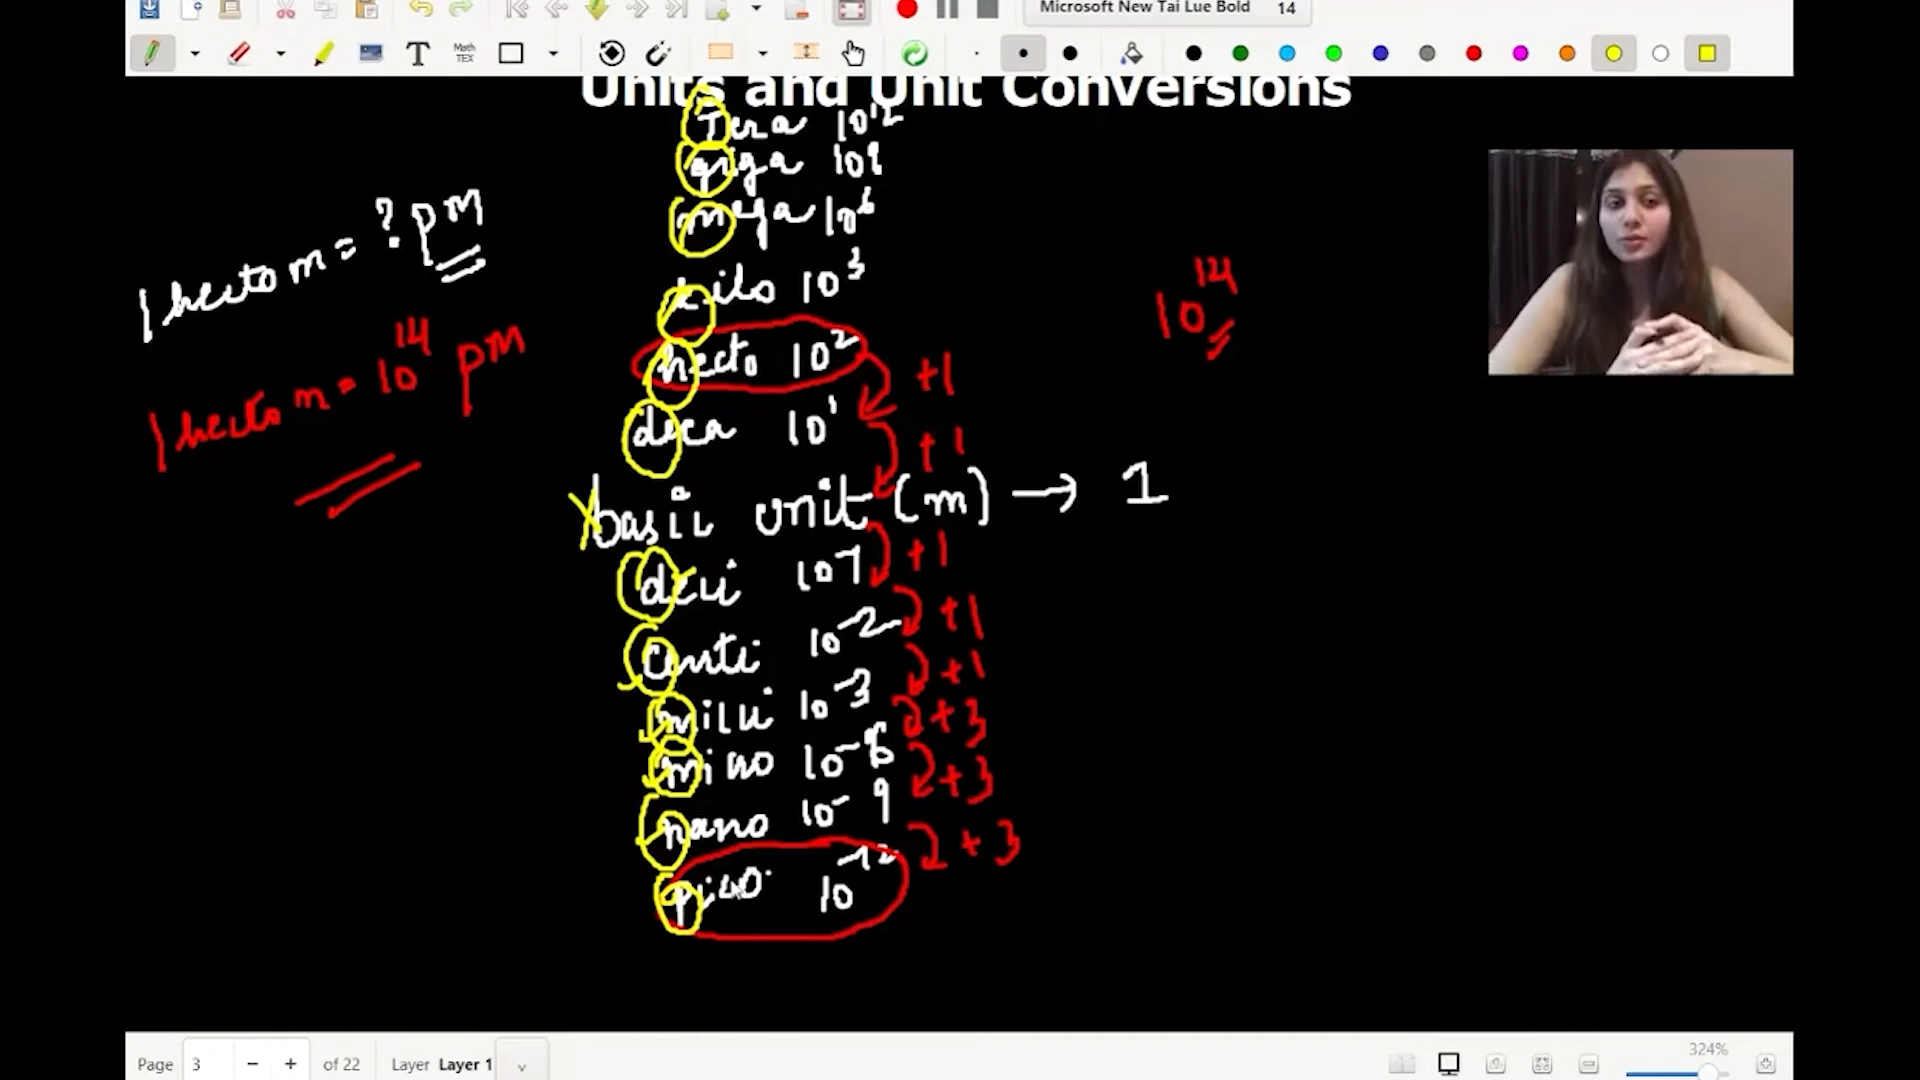 Microsoft New Tai Lue Bold 14
T Math TEX
Units and Unit Conversions
Tera 10^12
giga 10^9
mega 10^6
1 hecto m = ? pm
kilo 10^3
10^14
hecto 10^2
+1
1 hecto m = 10^14 pm
deca 10^1
+1
basic unit (m) → 1
+1
deci 10^-1
+1
centi 10^-2
+1
milli 10^-3
+3
micro 10^-6
+3
nano 10^-9
+3
pico 10^-12
Page 3 - + of 22 Layer Layer 1
324%